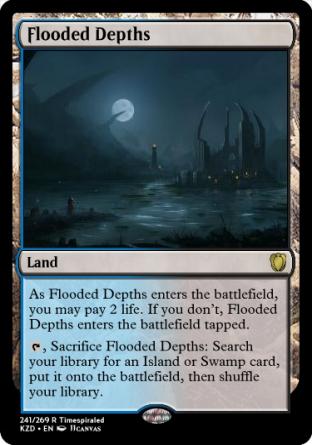 Flooded Depths
Land
As Flooded Depths enters the battlefield,
you may pay 2 life. If you don't, Flooded
Depths enters the battlefield tapped.
, Sacrifice Flooded Depths: Search
your library for an Island or Swamp card,
put it onto the battlefield, then shuffle
your library.
241/269 R Timespiraled
KZD • EN JJCANVAS